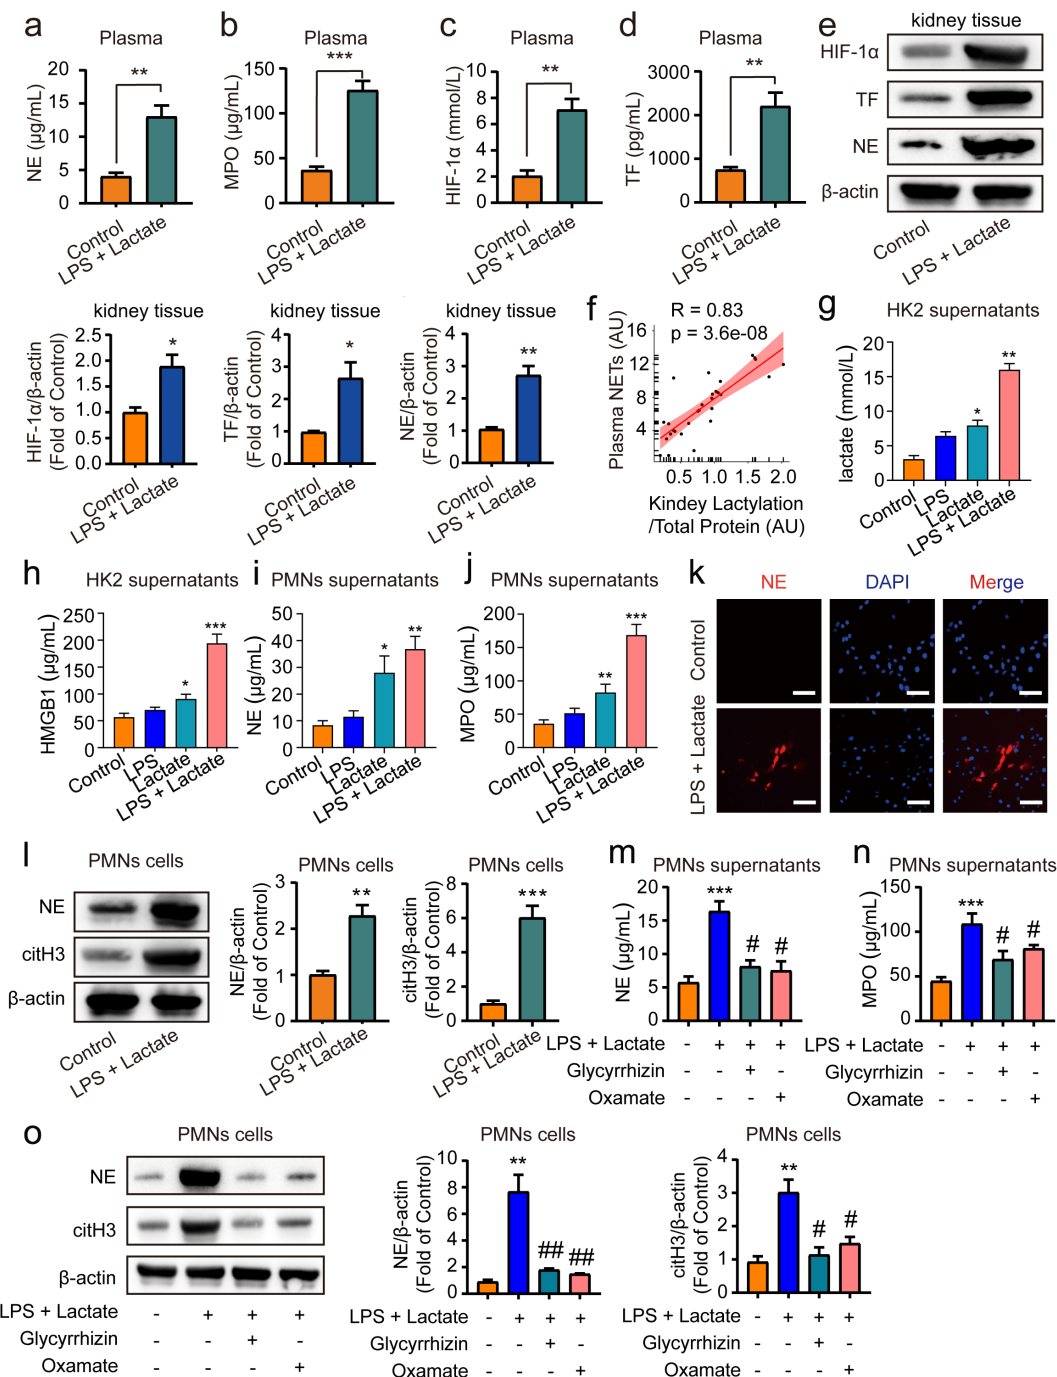 a
Plasma
NE (μg/mL)
20
15
10
5
0
**
Control
LPS + Lactate
b
Plasma
MPO (μg/mL)
150
100
50
0
***
Control
LPS + Lactate
c
Plasma
HIF-1α (mmol/L)
10
8
6
4
2
0
**
Control
LPS + Lactate
d
Plasma
TF (pg/mL)
3000
2000
1000
0
**
Control
LPS + Lactate
e
kidney tissue
HIF-1α
TF
NE
β-actin
Control
LPS + Lactate
kidney tissue
HIF-1α/β-actin
(Fold of Control)
2.5
2.0
1.5
1.0
0.5
0.0
*
Control
LPS + Lactate
kidney tissue
TF/β-actin
(Fold of Control)
4
3
2
1
0
*
Control
LPS + Lactate
kidney tissue
NE/β-actin
(Fold of Control)
4
3
2
1
0
**
Control
LPS + Lactate
f
R = 0.83
p = 3.6e-08
Plasma NETs (AU)
16
12
8
4
0.5
1.0
1.5
2.0
Kindey Lactylation
/Total Protein (AU)
g
HK2 supernatants
lactate (mmol/L)
20
15
10
5
0
*
**
Control
LPS
Lactate
LPS + Lactate
h
HK2 supernatants
HMGB1 (μg/mL)
250
200
150
100
50
0
*
***
Control
LPS
Lactate
LPS + Lactate
i
PMNs supernatants
NE (μg/mL)
50
40
30
20
10
0
*
**
Control
LPS
Lactate
LPS + Lactate
j
PMNs supernatants
MPO (μg/mL)
200
150
100
50
0
**
***
Control
LPS
Lactate
LPS + Lactate
k
NE
DAPI
Merge
Control
LPS + Lactate
l
PMNs cells
NE
citH3
β-actin
Control
LPS + Lactate
PMNs cells
NE/β-actin
(Fold of Control)
3
2
1
0
**
Control
LPS + Lactate
PMNs cells
citH3/β-actin
(Fold of Control)
8
6
4
2
0
***
Control
LPS + Lactate
m
PMNs supernatants
NE (μg/mL)
20
15
10
5
0
***
#
#
LPS + Lactate - + + +
Glycyrrhizin - - + -
Oxamate - - - +
n
PMNs supernatants
MPO (μg/mL)
150
100
50
0
***
#
#
LPS + Lactate - + + +
Glycyrrhizin - - + -
Oxamate - - - +
o
PMNs cells
NE
citH3
β-actin
LPS + Lactate - + + +
Glycyrrhizin - - + -
Oxamate - - - +
PMNs cells
NE/β-actin
(Fold of Control)
10
8
6
4
2
0
**
##
##
LPS + Lactate - + + +
Glycyrrhizin - - + -
Oxamate - - - +
PMNs cells
citH3/β-actin
(Fold of Control)
4
3
2
1
0
**
#
#
LPS + Lactate - + + +
Glycyrrhizin - - + -
Oxamate - - - +